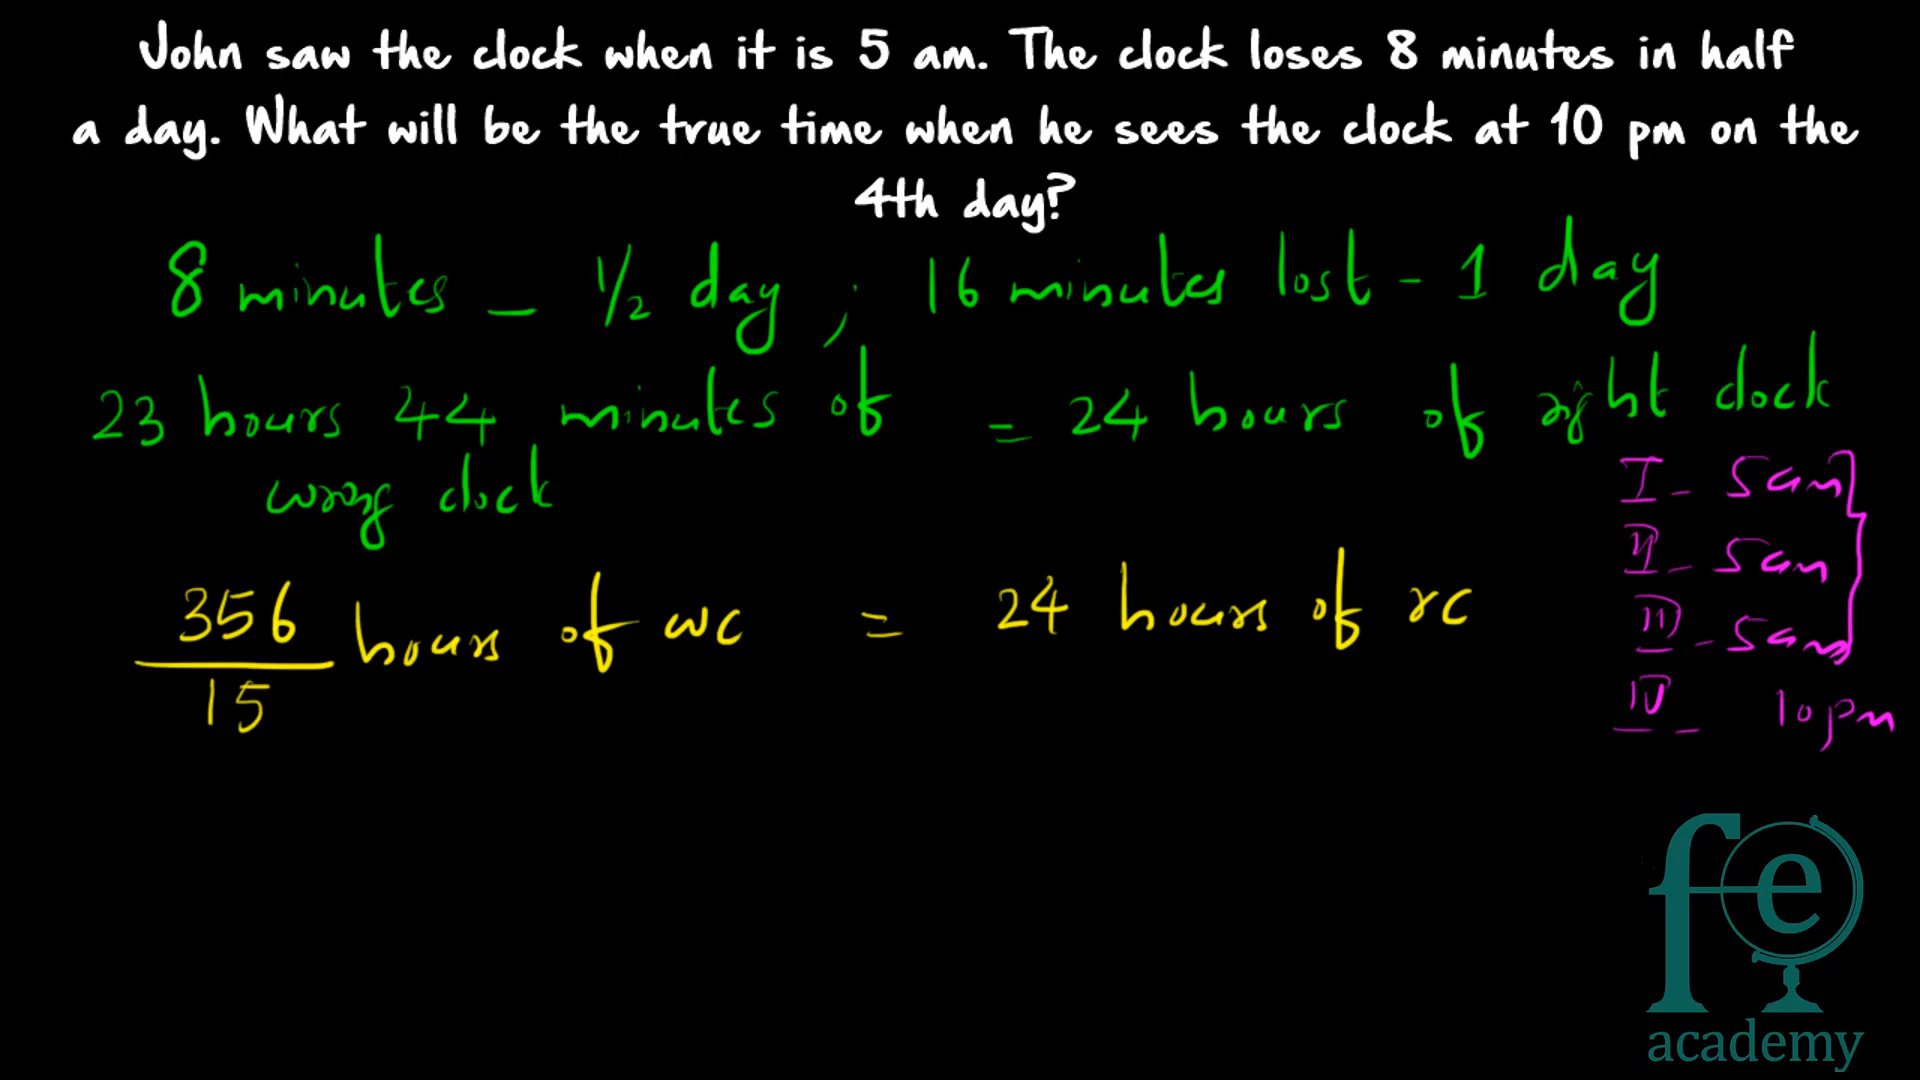 John saw the clock when it is 5 am. The clock loses 8 minutes in half
a day. What will be the true time when he sees the clock at 10 pm on the
4th day?
8 minutes - 1/2 day ; 16 minutes lost - 1 day
23 hours 44 minutes of = 24 hours of right clock
wrong clock
I - 5am
II - 5am
III - 5am
IV - 10pm
356 hours of wc = 24 hours of rc
15
fe
academy